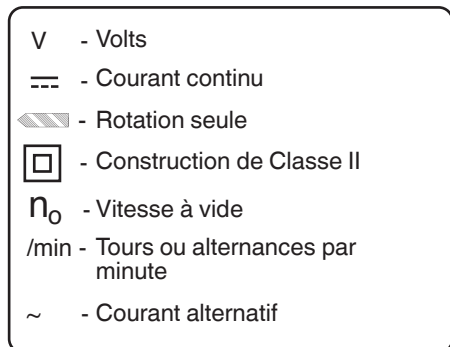 V - Volts
⎓ - Courant continu
- Rotation seule
- Construction de Classe II
n₀ - Vitesse à vide
/min - Tours ou alternances par
minute
~ - Courant alternatif